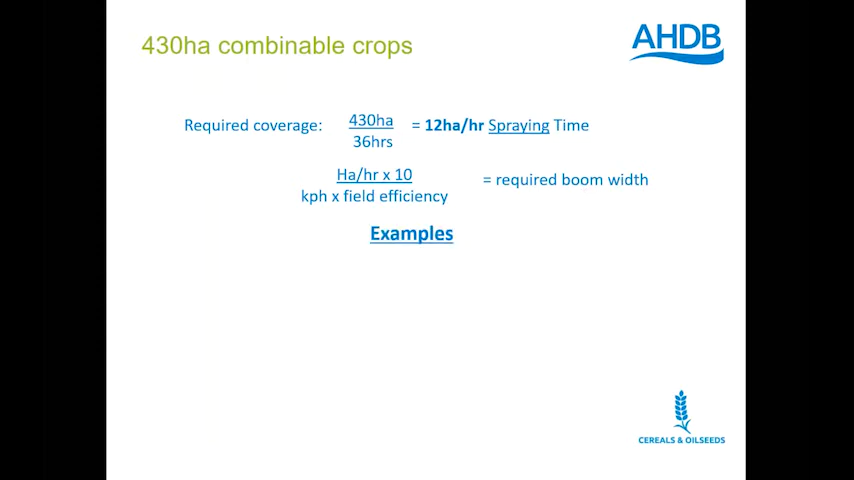 430ha combinable crops
AHDB
Required coverage: 430ha = 12ha/hr Spraying Time
36hrs
Ha/hr x 10 = required boom width
kph x field efficiency
Examples
CEREALS & OILSEEDS